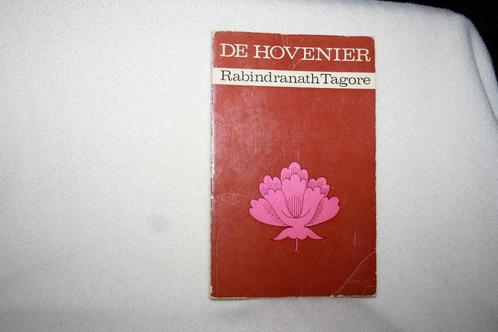 DE HOVENIER
Rabindranath Tagore